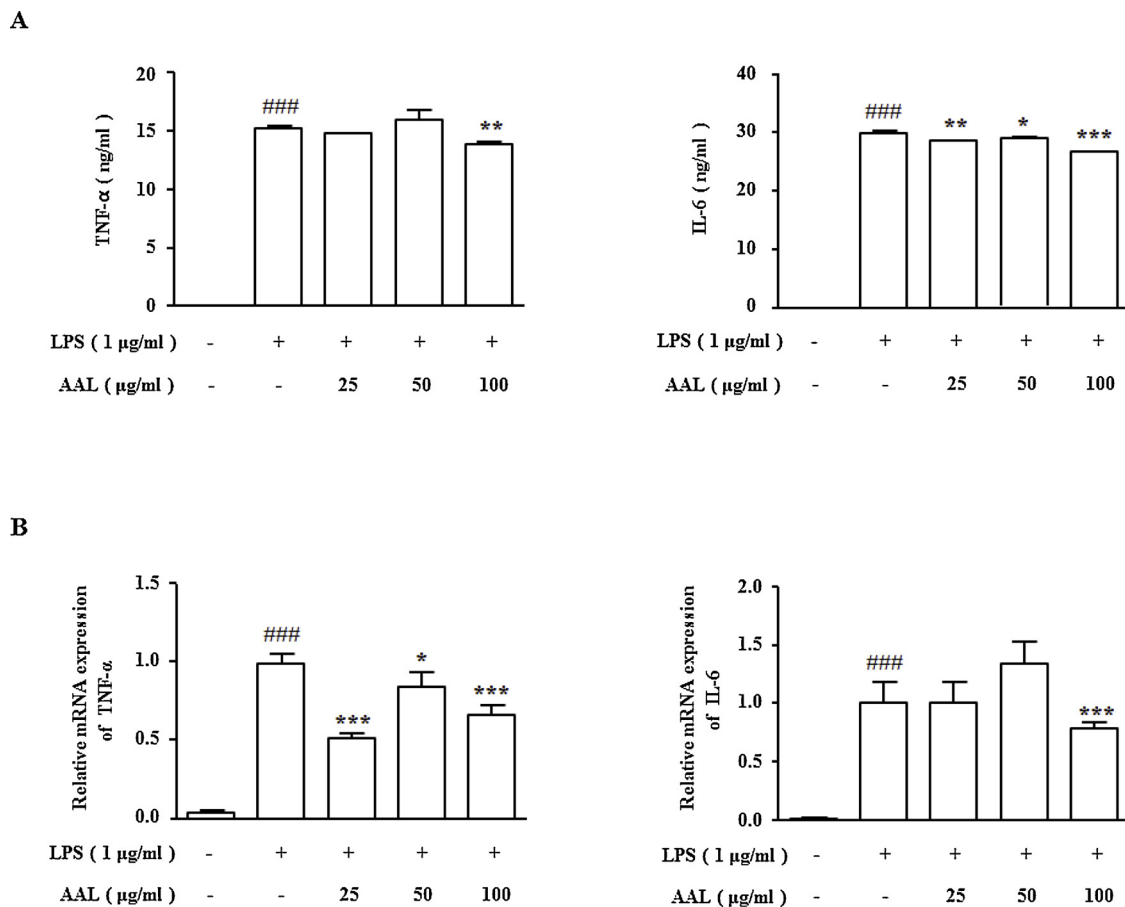 A
TNF-α ( ng/ml )
20
15
10
5
0
###
**
LPS ( 1 µg/ml ) - + + + +
AAL ( µg/ml ) - - 25 50 100
IL-6 ( ng/ml )
40
30
20
10
0
###
**
*
***
LPS ( 1 µg/ml ) - + + + +
AAL ( µg/ml ) - - 25 50 100
B
Relative mRNA expression
of TNF-α
1.5
1.0
0.5
0.0
###
***
*
***
LPS ( 1 µg/ml ) - + + + +
AAL ( µg/ml ) - - 25 50 100
Relative mRNA expression
of IL-6
2.0
1.5
1.0
0.5
0.0
###
***
LPS ( 1 µg/ml ) - + + + +
AAL ( µg/ml ) - - 25 50 100